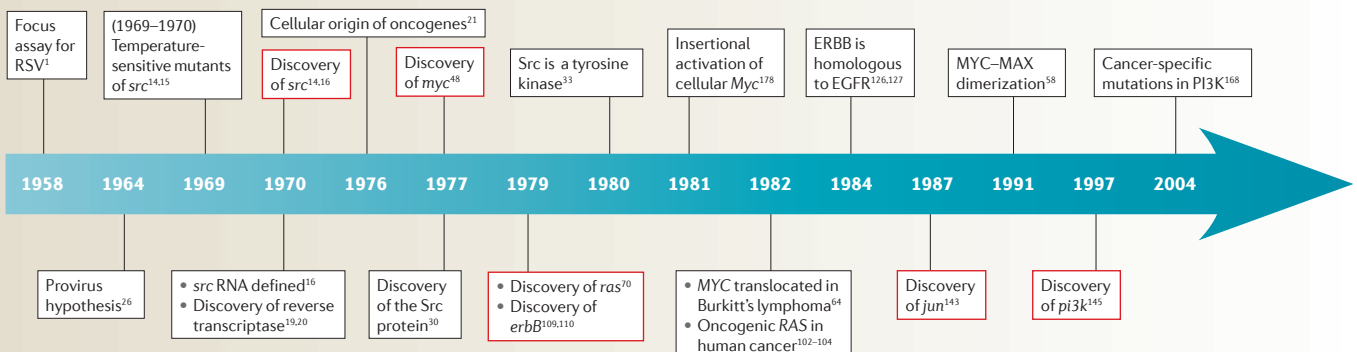 Focus
assay for
RSV1
(1969–1970)
Temperature-
sensitive mutants
of src14,15
Cellular origin of oncogenes21
Discovery
of src14,16
Discovery
of myc48
Src is a tyrosine
kinase33
Insertional
activation of
cellular Myc178
ERBB is
homologous
to EGFR126,127
MYC–MAX
dimerization58
Cancer-specific
mutations in PI3K168
1958 1964 1969 1970 1976 1977 1979 1980 1981 1982 1984 1987 1991 1997 2004
Provirus
hypothesis26
• src RNA defined16
• Discovery of reverse
transcriptase19,20
Discovery
of the Src
protein30
• Discovery of ras70
• Discovery of
erbB109,110
• MYC translocated in
Burkitt's lymphoma64
• Oncogenic RAS in
human cancer102–104
Discovery
of jun143
Discovery
of pi3k145